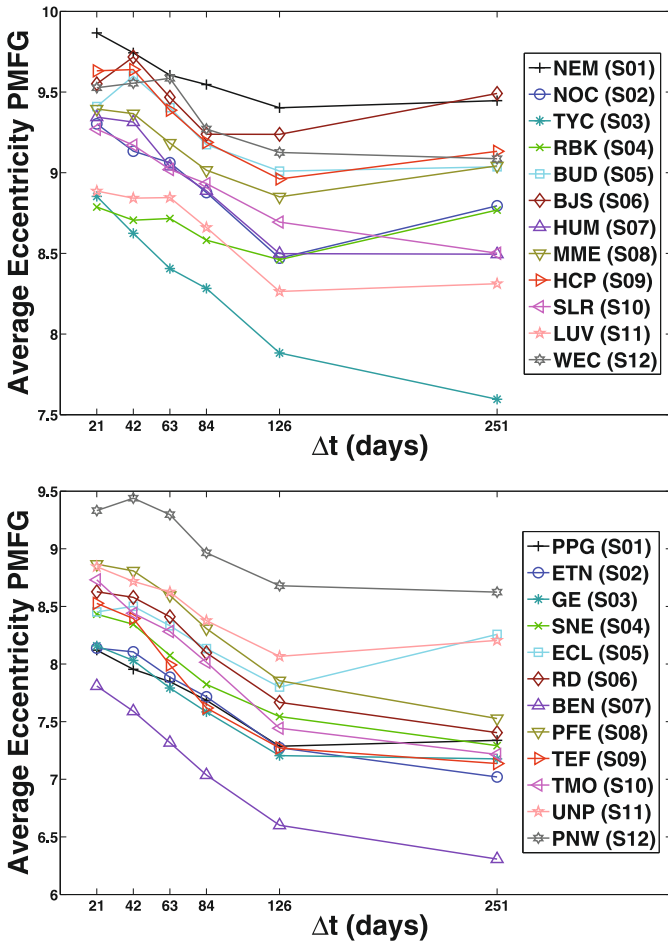 Average Eccentricity PMFG
10
9.5
9
8.5
8
7.5
21 42 63 84 126 251
Δt (days)
NEM (S01)
NOC (S02)
TYC (S03)
RBK (S04)
BUD (S05)
BJS (S06)
HUM (S07)
MME (S08)
HCP (S09)
SLR (S10)
LUV (S11)
WEC (S12)
Average Eccentricity PMFG
9.5
9
8.5
8
7.5
7
6.5
6
21 42 63 84 126 251
Δt (days)
PPG (S01)
ETN (S02)
GE (S03)
SNE (S04)
ECL (S05)
RD (S06)
BEN (S07)
PFE (S08)
TEF (S09)
TMO (S10)
UNP (S11)
PNW (S12)